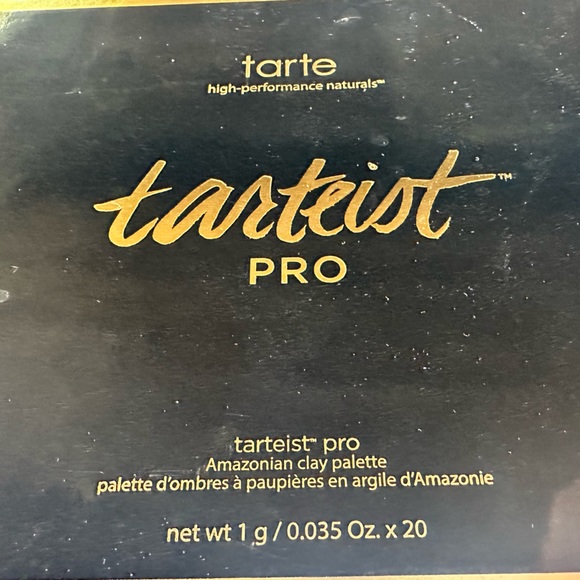 tarte
high-performance naturals™
tarteist™
PRO
tarteist™ pro
Amazonian clay palette
palette d'ombres à paupières en argile d'Amazonie
net wt 1 g / 0.035 Oz. x 20